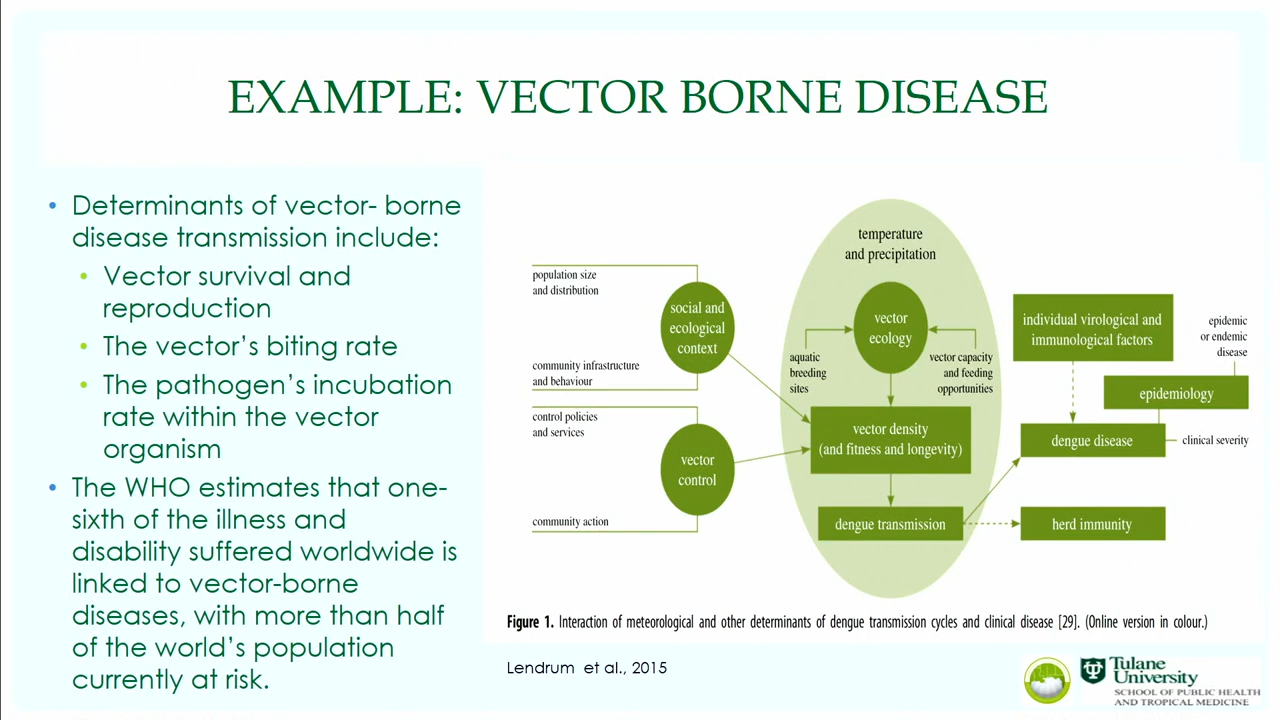 EXAMPLE: VECTOR BORNE DISEASE
• Determinants of vector- borne
disease transmission include:
• Vector survival and
reproduction
• The vector's biting rate
• The pathogen's incubation
rate within the vector
organism
• The WHO estimates that one-
sixth of the illness and
disability suffered worldwide is
linked to vector-borne
diseases, with more than half
of the world's population
currently at risk.
population size
and distribution
social and
ecological
context
community infrastructure
and behaviour
control policies
and services
vector
control
community action
temperature
and precipitation
vector
ecology
aquatic
breeding
sites
vector capacity
and feeding
opportunities
vector density
(and fitness and longevity)
dengue transmission
individual virological and
immunological factors
epidemic
or endemic
disease
epidemiology
dengue disease
clinical severity
herd immunity
Figure 1. Interaction of meteorological and other determinants of dengue transmission cycles and clinical disease [29]. (Online version in colour.)
Lendrum et al., 2015
Tulane
University
SCHOOL OF PUBLIC HEALTH
AND TROPICAL MEDICINE